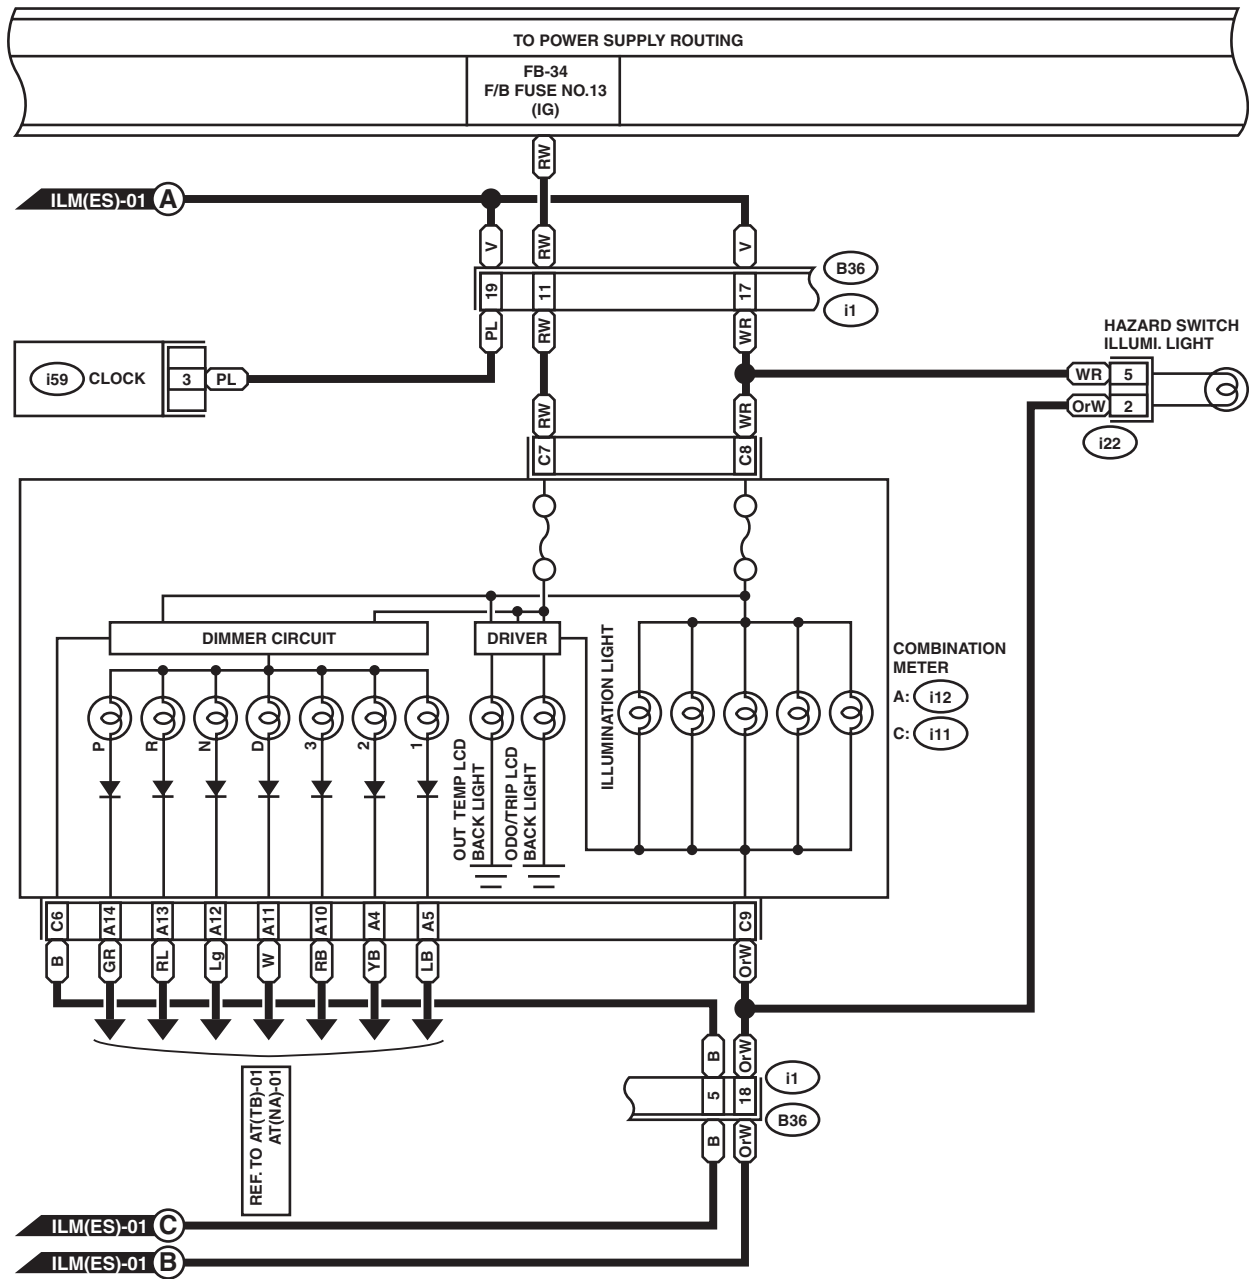 TO POWER SUPPLY ROUTING
FB-34
F/B FUSE NO.13
(IG)
RW
ILM(ES)-01 A
V
RW
V
B36
19
11
17
i1
PL
RW
WR
HAZARD SWITCH
ILLUMI. LIGHT
i59 CLOCK
3
PL
WR
5
OrW
2
RW
WR
i22
C7
C8
DIMMER CIRCUIT
DRIVER
ILLUMINATION LIGHT
COMBINATION
METER
A: i12
C: i11
P
R
N
D
3
2
1
OUT TEMP LCD
BACK LIGHT
ODO/TRIP LCD
BACK LIGHT
C6
A14
A13
A12
A11
A10
A4
A5
C9
B
GR
RL
Lg
W
RB
YB
LB
OrW
B
OrW
5
18
i1
B36
B
OrW
REF. TO AT(TB)-01
AT(NA)-01
ILM(ES)-01 C
ILM(ES)-01 B